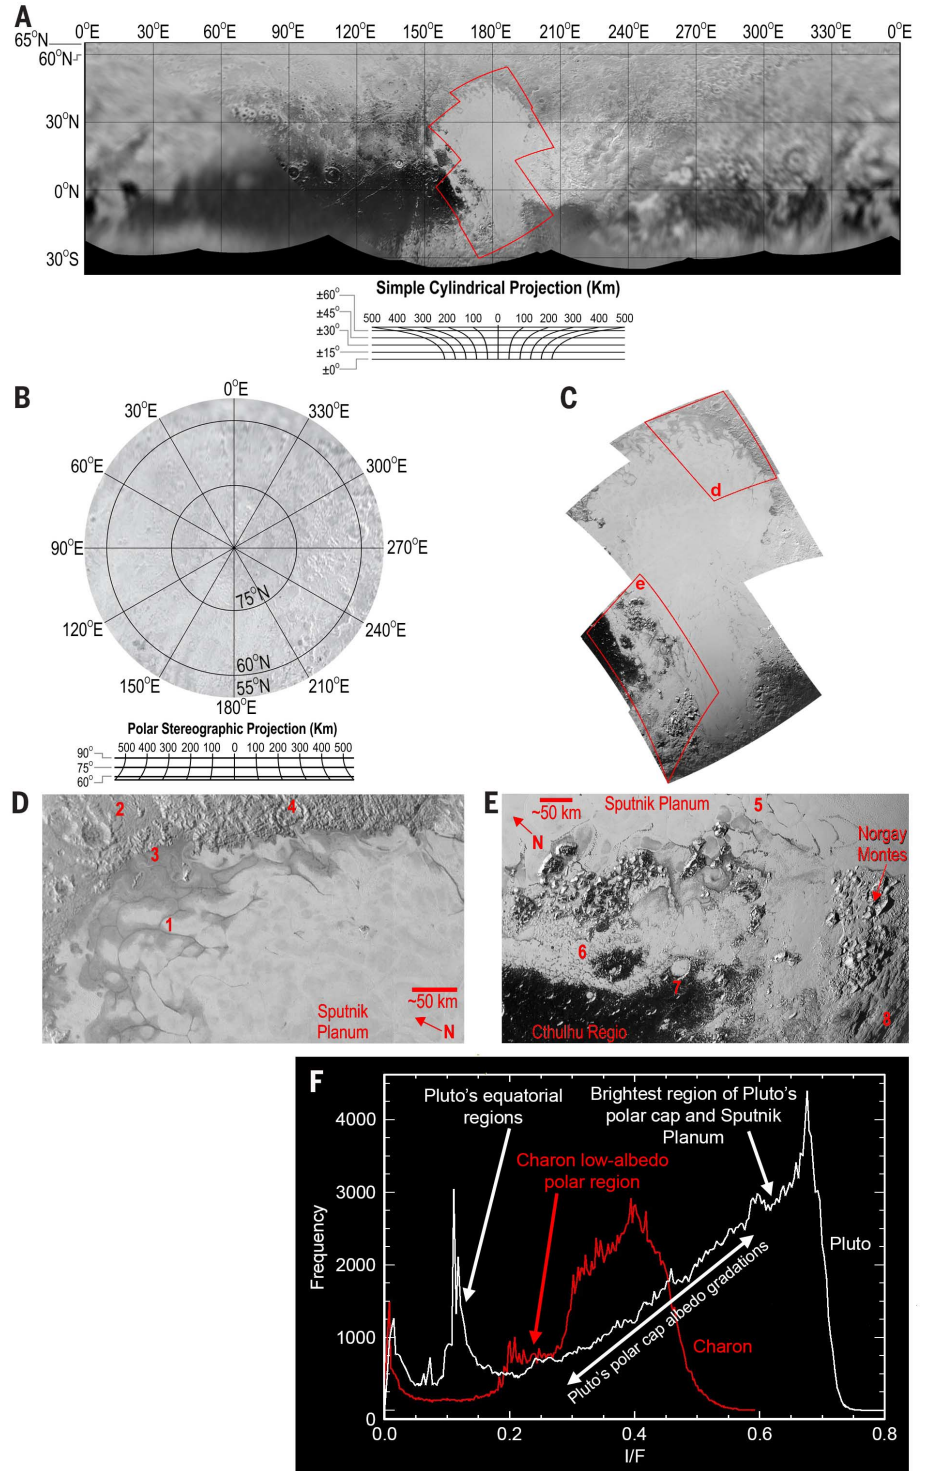 A
0°E 30°E 60°E 90°E 120°E 150°E 180°E 210°E 240°E 270°E 300°E 330°E 0°E
65°N
60°N
30°N
0°N
30°S
Simple Cylindrical Projection (Km)
±60°
±45°
±30°
±15°
±0°
500 400 300 200 100 0 100 200 300 400 500
B
0°E
30°E 330°E
60°E 300°E
90°E 270°E
75°N
120°E 240°E
60°N
150°E 55°N 210°E
180°E
Polar Stereographic Projection (Km)
500 400 300 200 100 0 100 200 300 400 500
90°
75°
60°
C
d
e
D
2
4
3
1
~50 km
Sputnik
Planum
N
E
~50 km
Sputnik Planum
5
N
Norgay
Montes
6
7
8
Cthulhu Regio
F
Pluto's equatorial
regions
Brightest region of Pluto's
polar cap and Sputnik
Planum
Charon low-albedo
polar region
Pluto
Pluto's polar cap albedo gradations
Charon
Frequency
4000
3000
2000
1000
0
0.0 0.2 0.4 0.6 0.8
I/F